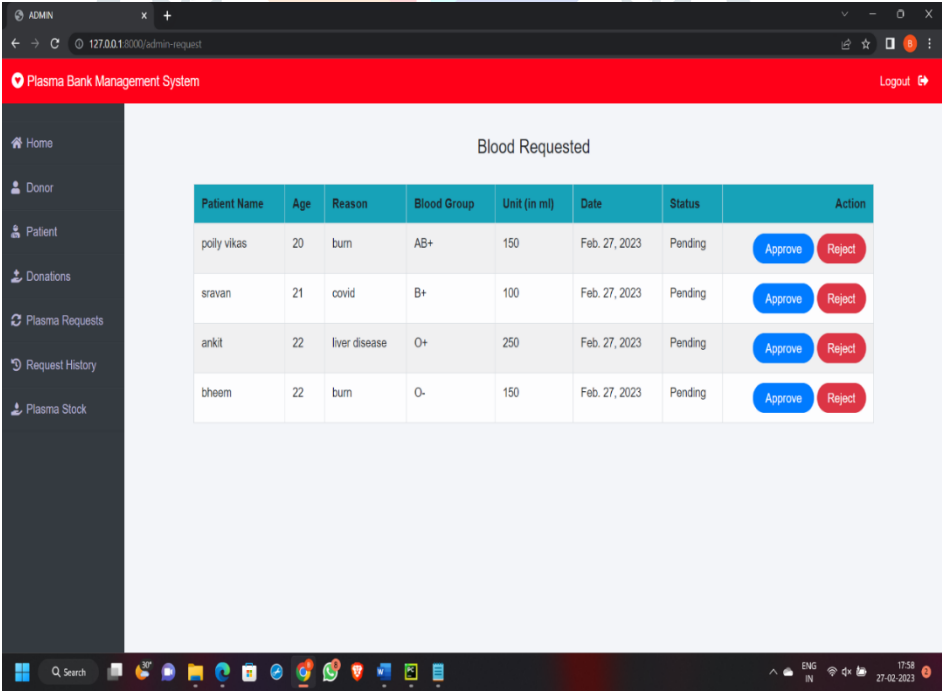 ADMIN
127.0.0.1:8000/admin-request
B
Plasma Bank Management System
Logout
Home
Donor
Patient
Donations
Plasma Requests
Request History
Plasma Stock
Blood Requested
Patient Name Age Reason Blood Group Unit (in ml) Date Status Action
poily vikas 20 burn AB+ 150 Feb. 27, 2023 Pending Approve Reject
sravan 21 covid B+ 100 Feb. 27, 2023 Pending Approve Reject
ankit 22 liver disease O+ 250 Feb. 27, 2023 Pending Approve Reject
bheem 22 burn O- 150 Feb. 27, 2023 Pending Approve Reject
Search
30°
W
PC
ENG
IN
17:58
27-02-2023
2